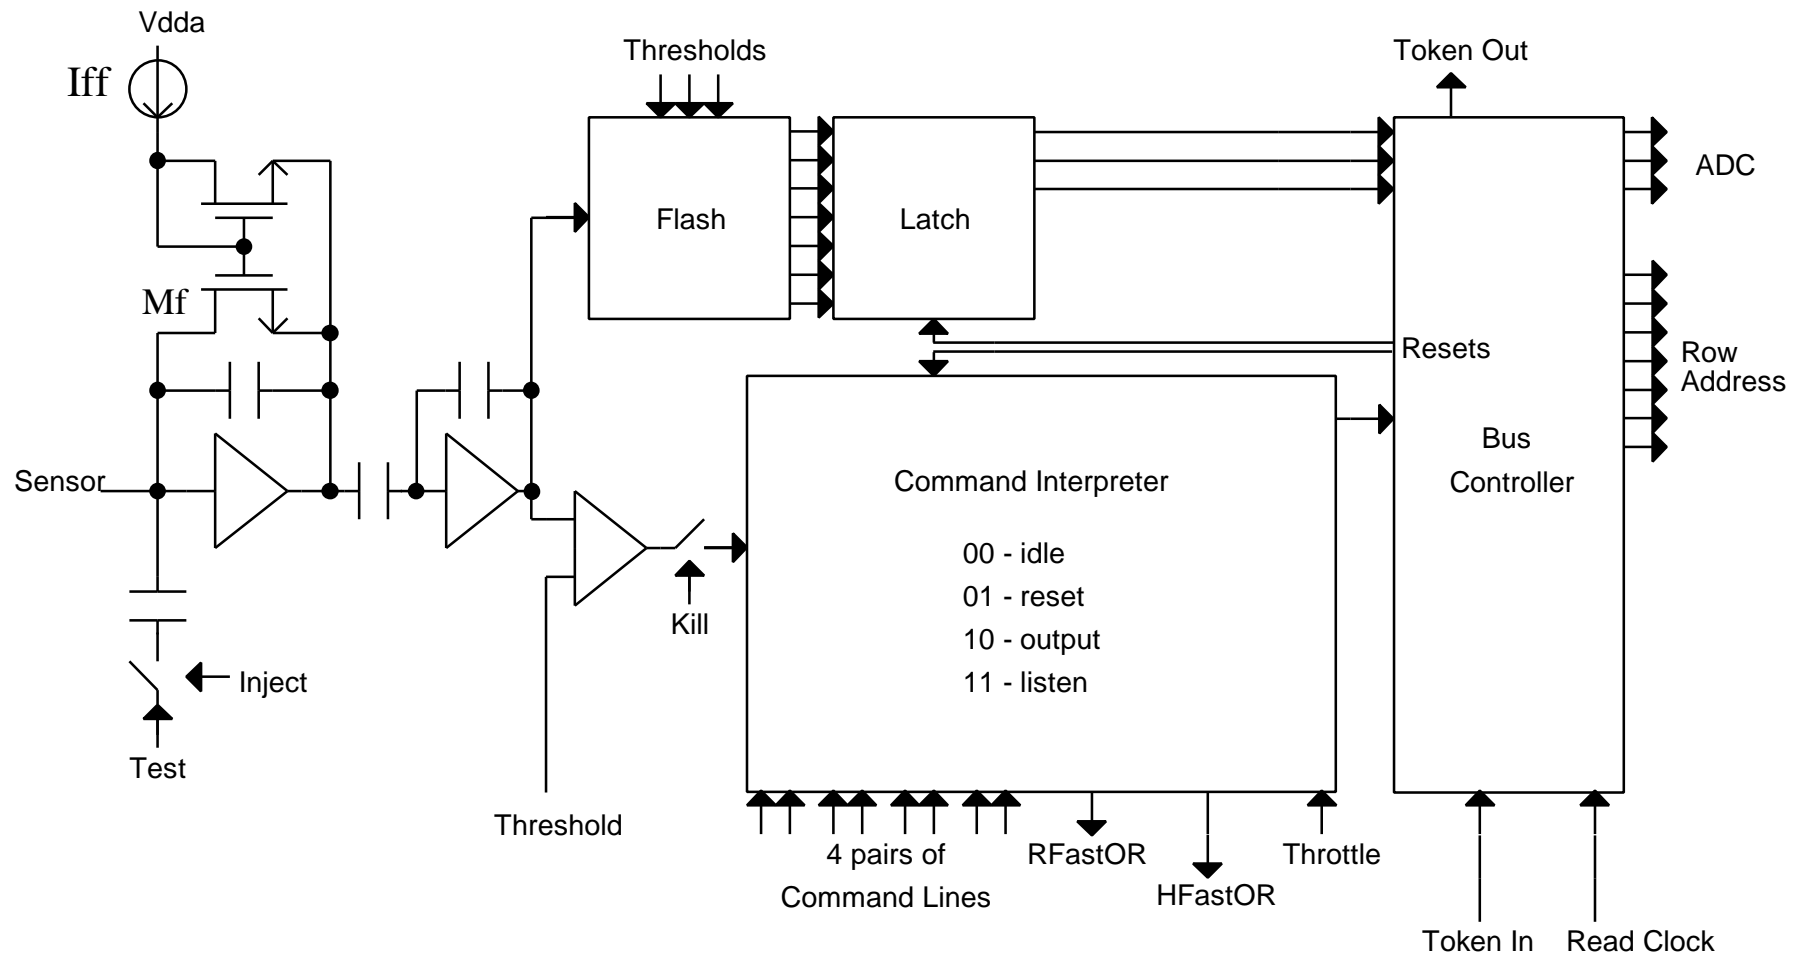 Vdda
Iff
Thresholds
Token Out
ADC
Flash
Latch
Mf
Resets
Row
Address
Bus
Controller
Sensor
Command Interpreter
00 - idle
01 - reset
10 - output
11 - listen
Kill
Inject
Test
Threshold
4 pairs of
Command Lines
RFastOR
HFastOR
Throttle
Token In
Read Clock